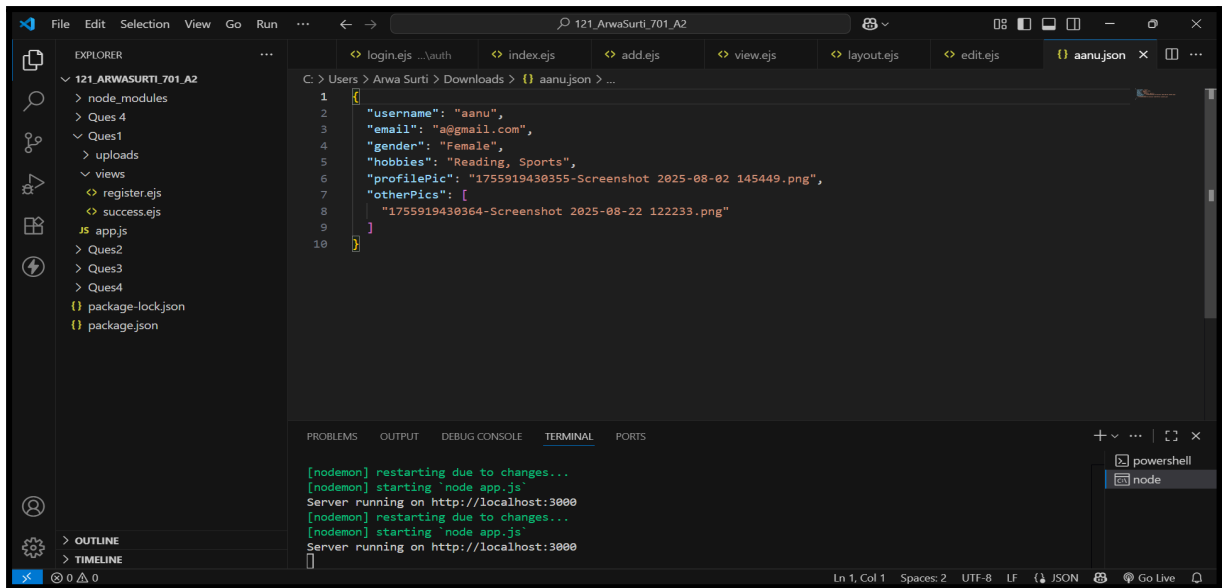 File Edit Selection View Go Run ··· 121_ArwaSurti_701_A2
EXPLORER ···
121_ARWASURTI_701_A2
node_modules
Ques 4
Ques1
uploads
views
register.ejs
success.ejs
JS app.js
Ques2
Ques3
Ques4
{} package-lock.json
{} package.json
OUTLINE
TIMELINE
login.ejs ...\auth index.ejs add.ejs view.ejs layout.ejs edit.ejs {} aanu.json
C: > Users > Arwa Surti > Downloads > {} aanu.json > ...
1 {
2 "username": "aanu",
3 "email": "a@gmail.com",
4 "gender": "Female",
5 "hobbies": "Reading, Sports",
6 "profilePic": "1755919430355-Screenshot 2025-08-02 145449.png",
7 "otherPics": [
8 "1755919430364-Screenshot 2025-08-22 122233.png"
9 ]
10 }
PROBLEMS OUTPUT DEBUG CONSOLE TERMINAL PORTS
[nodemon] restarting due to changes...
[nodemon] starting `node app.js`
Server running on http://localhost:3000
[nodemon] restarting due to changes...
[nodemon] starting `node app.js`
Server running on http://localhost:3000
powershell
node
0 0 Ln 1, Col 1 Spaces: 2 UTF-8 LF {} JSON Go Live